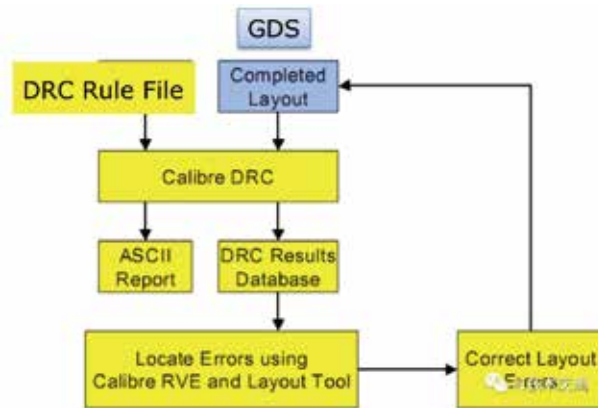 GDS
DRC Rule File
Completed
Layout
Calibre DRC
ASCII
Report
DRC Results
Database
Locate Errors using
Calibre RVE and Layout Tool
Correct Layout
Errors